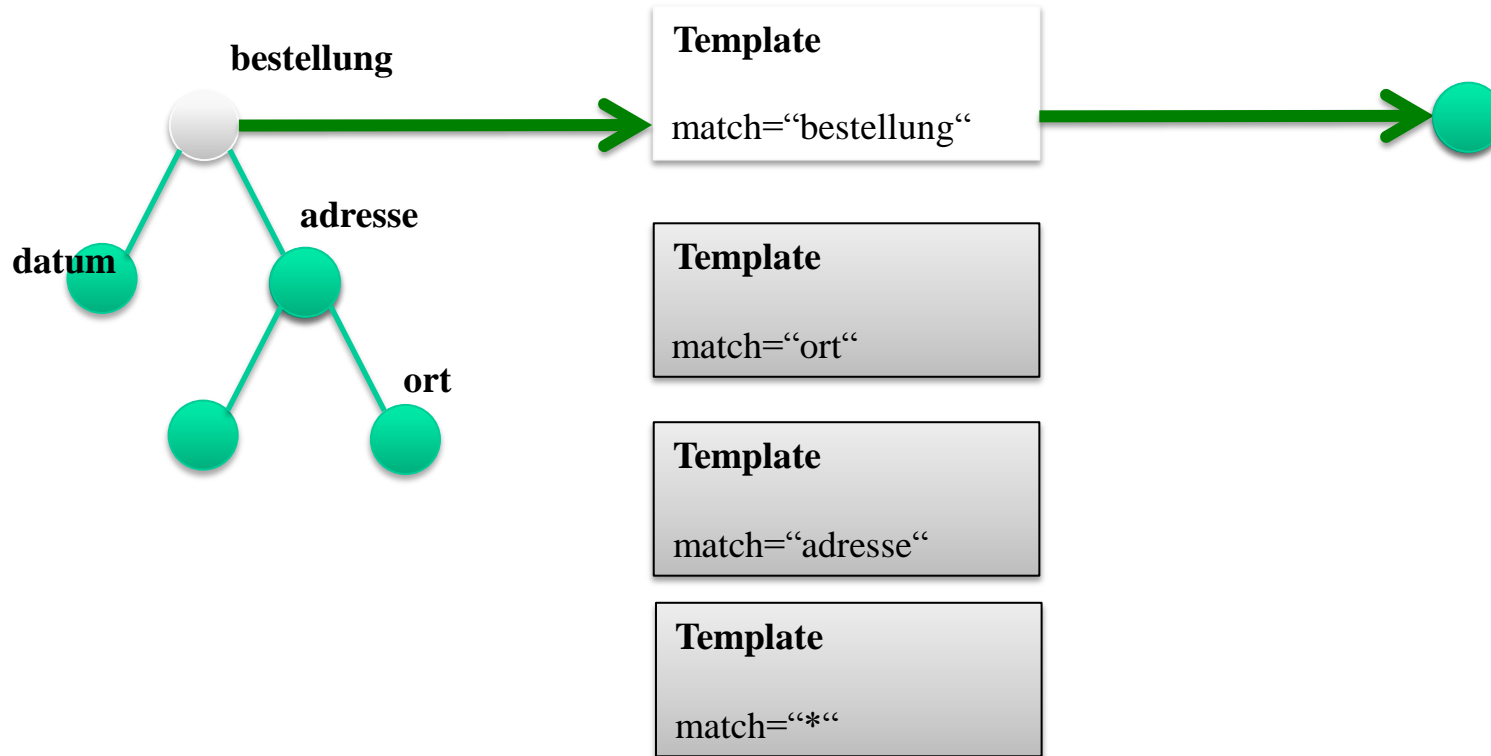 bestellung
adresse
datum
ort
Template
match=“bestellung“
Template
match=“ort“
Template
match=“adresse“
Template
match=“*“